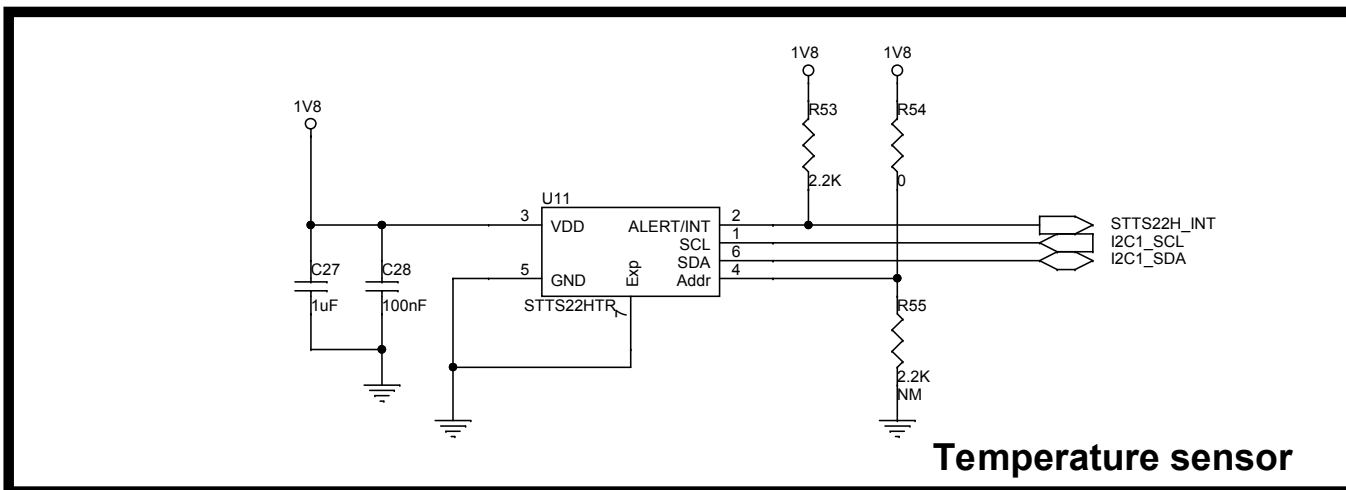 1V8
1V8
1V8
R53
R54
2.2K
0
U11
3
VDD
ALERT/INT
2
STTS22H_INT
SCL
1
I2C1_SCL
SDA
6
I2C1_SDA
C27
C28
5
GND
Exp
Addr
4
1uF
100nF
STTS22HTR
7
R55
2.2K
NM
Temperature sensor